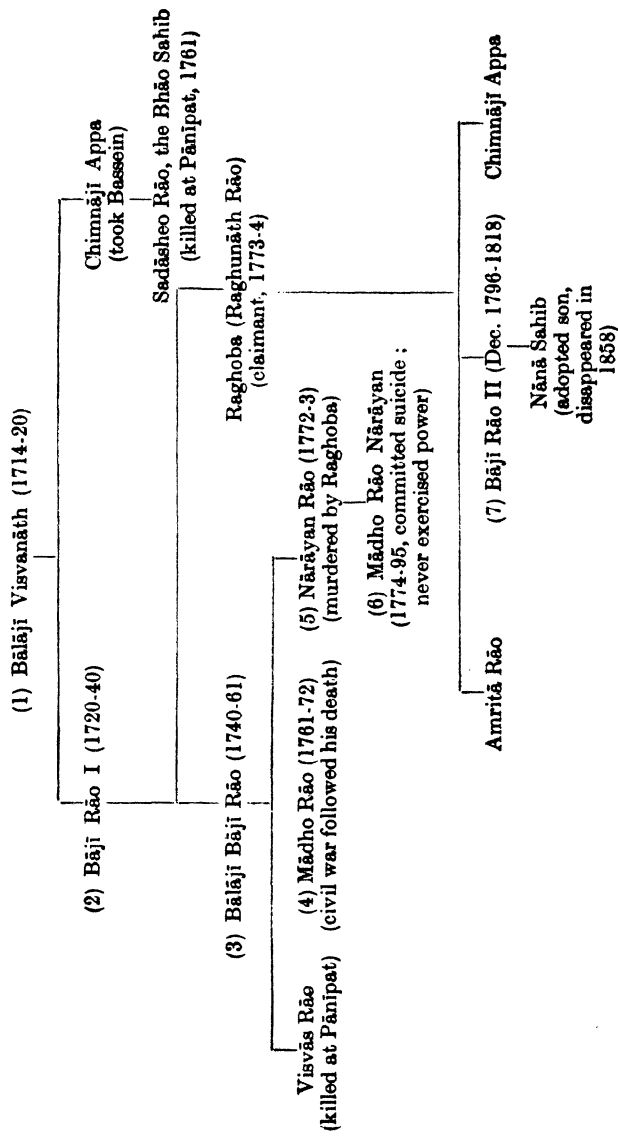 (1) Bālājī Visvanāth (1714-20)
(2) Bājī Rāo I (1720-40)
Chimnājī Appa
(took Bassein)
Sadāsheo Rāo, the Bhāo Sahib
(killed at Pānīpat, 1761)
(3) Bālājī Bājī Rāo (1740-61)
Raghoba (Raghunāth Rāo)
(claimant, 1773-4)
Visvās Rāo
(killed at Pānīpat)
(4) Mādho Rāo (1761-72)
(civil war followed his death)
(5) Nārāyan Rāo (1772-3)
(murdered by Raghoba)
(6) Mādho Rāo Nārāyan
(1774-95, committed suicide ;
never exercised power)
Amritā Rāo
(7) Bājī Rāo II (Dec. 1796-1818)
Chimnājī Appa
Nānā Sahib
(adopted son,
disappeared in
1858)